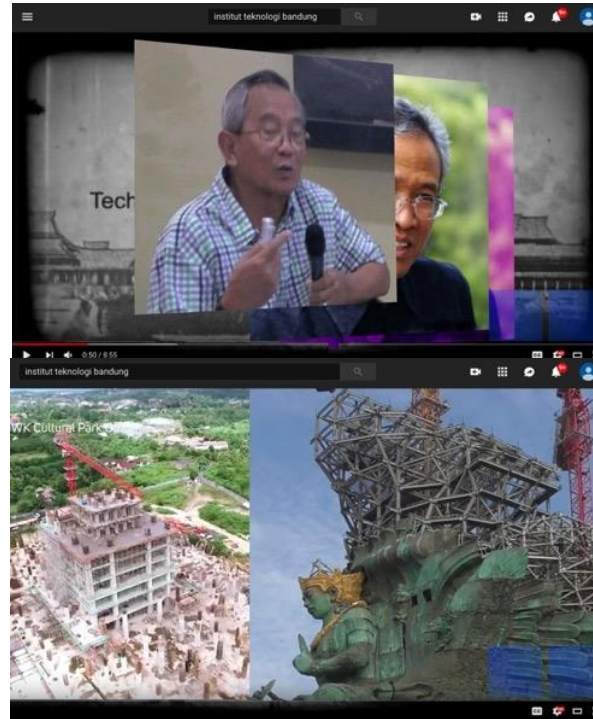 institut teknologi bandung
Tech
0:50 / 8:55
institut teknologi bandung
WK Cultural Park